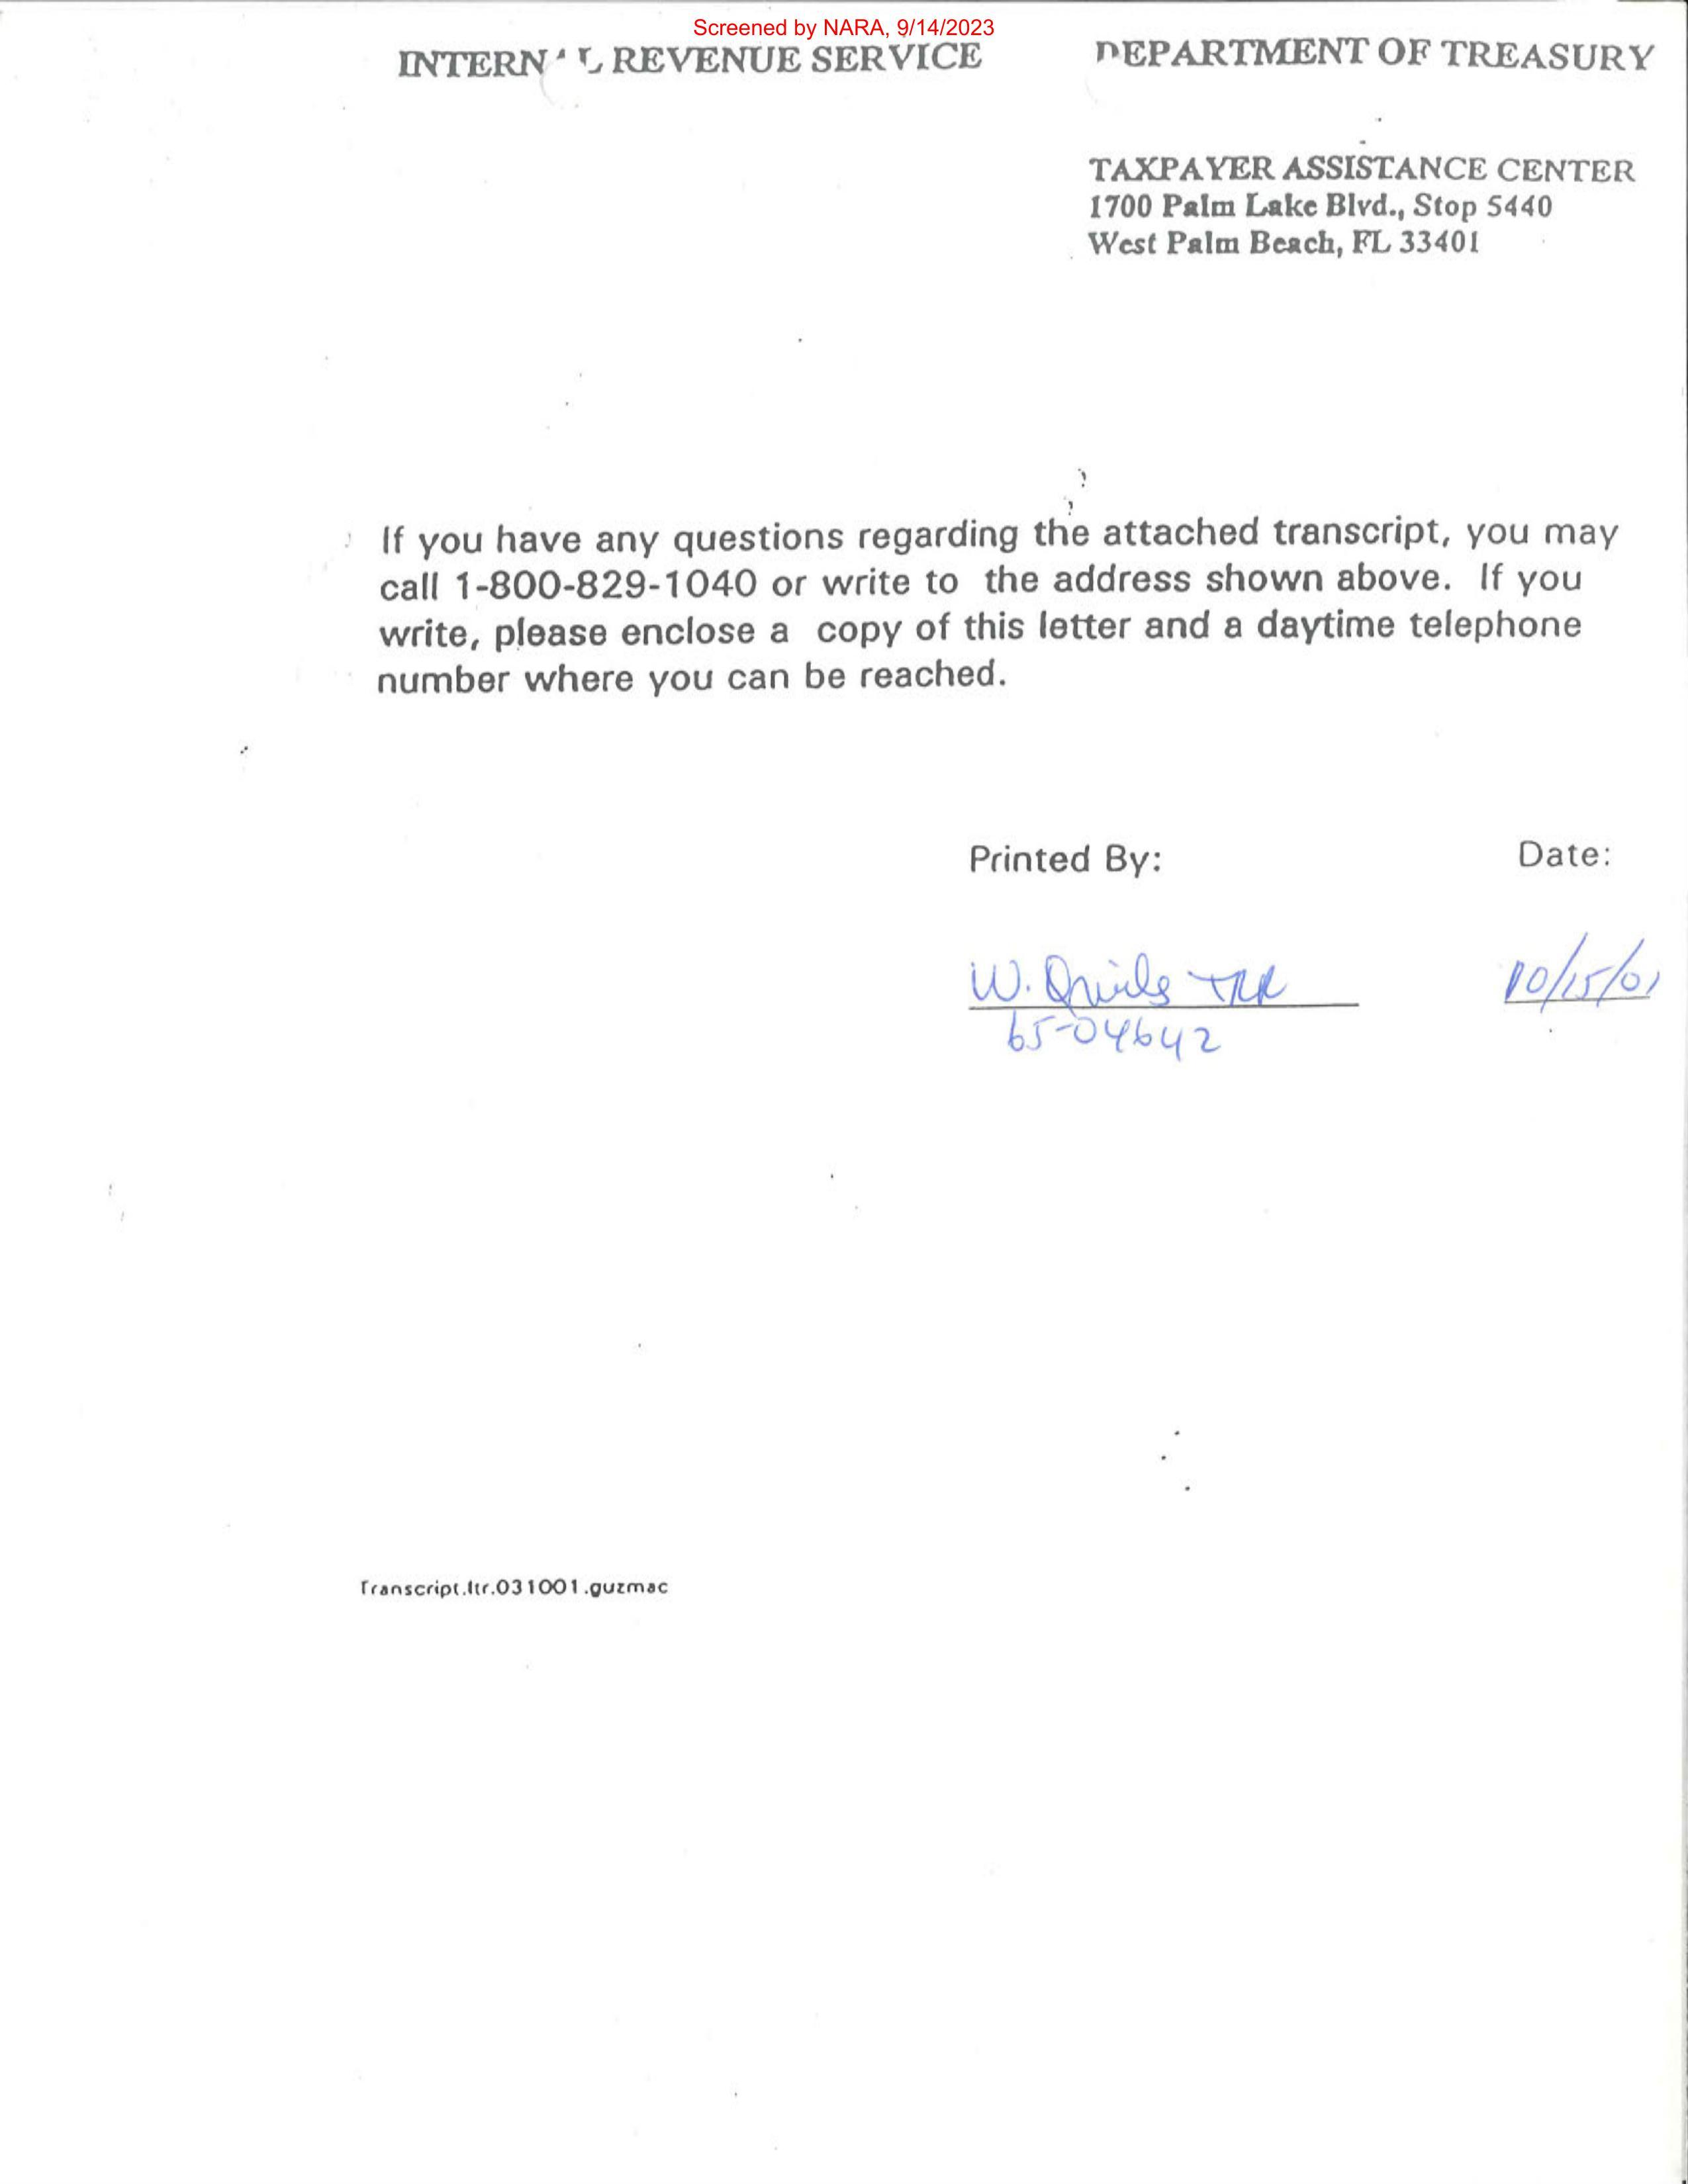 Screened by NARA, 9/14/2023
INTERNAL REVENUE SERVICE DEPARTMENT OF TREASURY
TAXPAYER ASSISTANCE CENTER
1700 Palm Lake Blvd., Stop 5440
West Palm Beach, FL 33401
If you have any questions regarding the attached transcript, you may
call 1-800-829-1040 or write to the address shown above. If you
write, please enclose a copy of this letter and a daytime telephone
number where you can be reached.
Printed By: Date:
W. 10/15/01
65-04642
Transcript.ltr.031001.guzmac